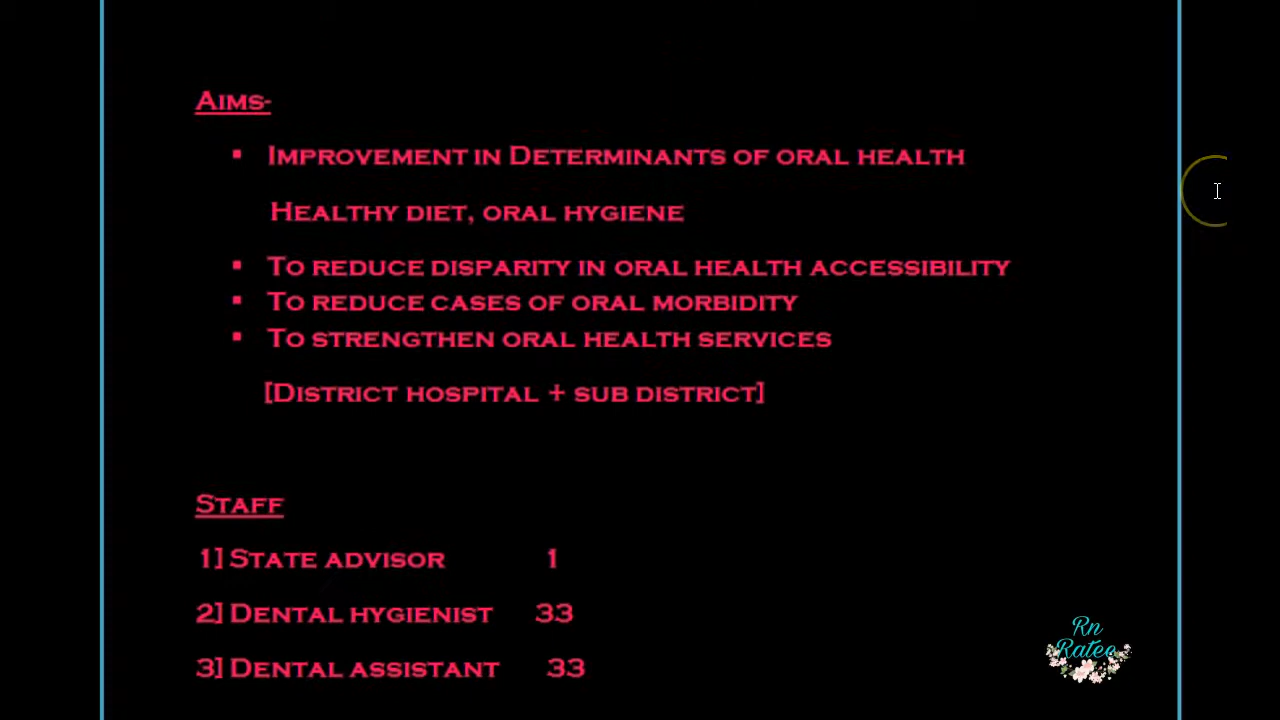 Aims-
▪ Improvement in Determinants of oral health
Healthy diet, oral hygiene
▪ To reduce disparity in oral health accessibility
▪ To reduce cases of oral morbidity
▪ To strengthen oral health services
[District hospital + sub district]
Staff
1] State advisor 1
2] Dental hygienist 33
3] Dental assistant 33
Rn
Ratee